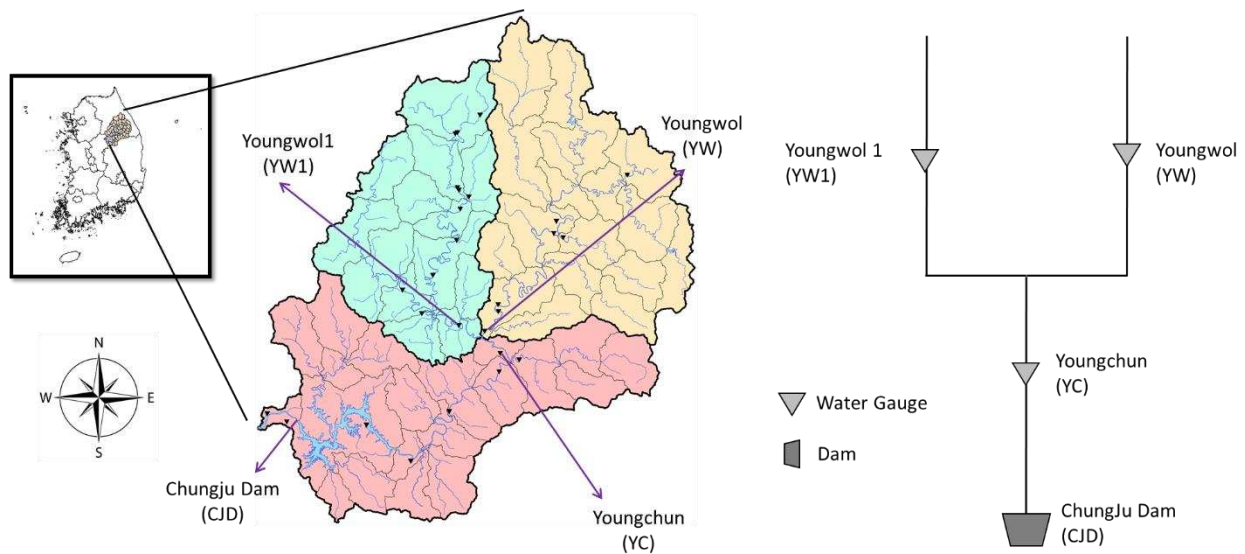 Youngwol1
(YW1)
Youngwol
(YW)
N
W
E
S
Chungju Dam
(CJD)
Youngchun
(YC)
Youngwol 1
(YW1)
Youngwol
(YW)
Youngchun
(YC)
Water Gauge
Dam
ChungJu Dam
(CJD)